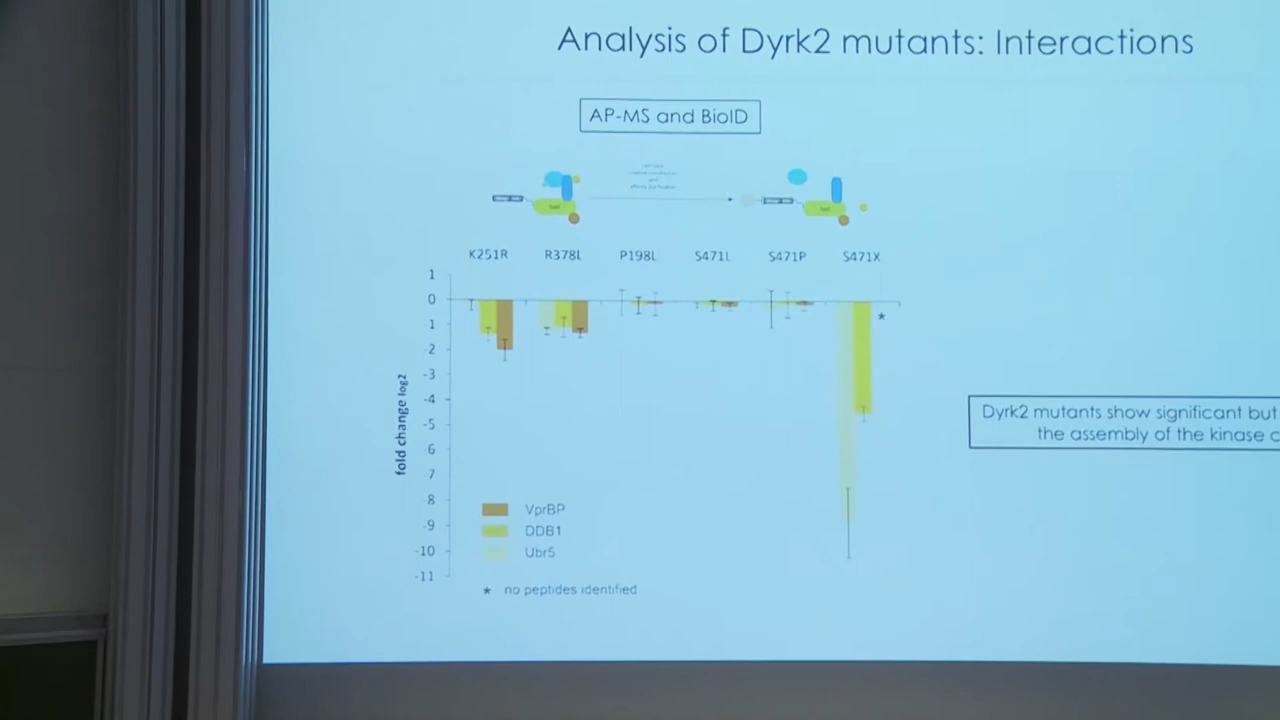 Analysis of Dyrk2 mutants: Interactions
AP-MS and BioID
K251R R378L P198L S471L S471P S471X
1
0
1
-2
-3
-4
-5
6
7
8
-9
-10
-11
fold change log2
*
VprBP
DDB1
Ubr5
* no peptides identified
Dyrk2 mutants show significant but
the assembly of the kinase c